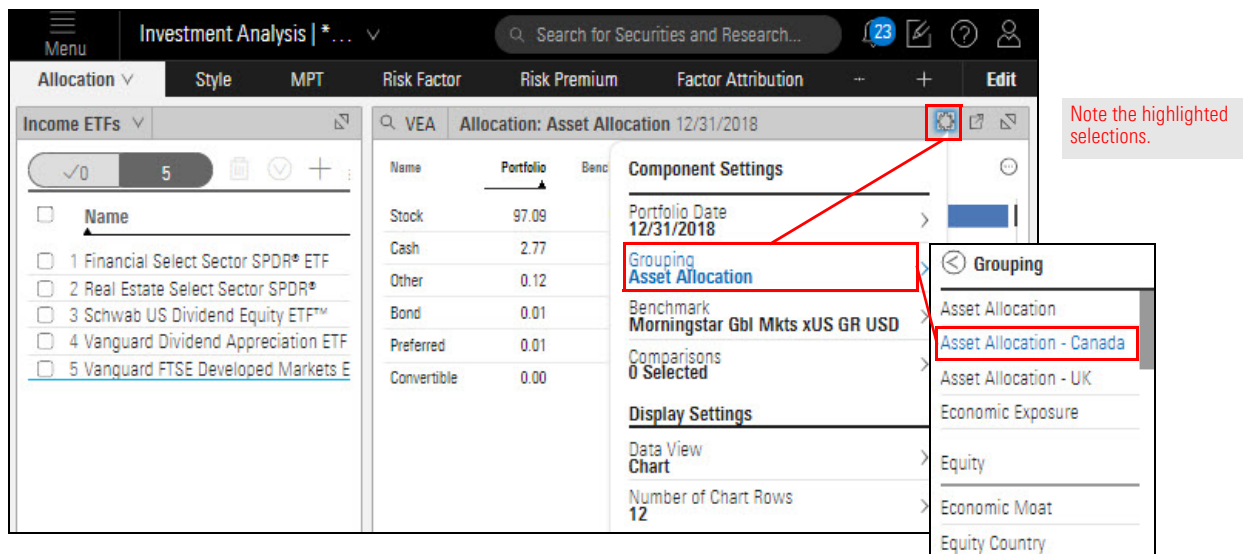 Menu
Investment Analysis | *...
Search for Securities and Research...
23
Allocation
Style
MPT
Risk Factor
Risk Premium
Factor Attribution
Edit
Income ETFs
0
5
Name
1 Financial Select Sector SPDR® ETF
2 Real Estate Select Sector SPDR®
3 Schwab US Dividend Equity ETF™
4 Vanguard Dividend Appreciation ETF
5 Vanguard FTSE Developed Markets E
VEA Allocation: Asset Allocation 12/31/2018
Name Portfolio Benc
Stock 97.09
Cash 2.77
Other 0.12
Bond 0.01
Preferred 0.01
Convertible 0.00
Component Settings
Portfolio Date
12/31/2018
Grouping
Asset Allocation
Benchmark
Morningstar Gbl Mkts xUS GR USD
Comparisons
0 Selected
Display Settings
Data View
Chart
Number of Chart Rows
12
Grouping
Asset Allocation
Asset Allocation - Canada
Asset Allocation - UK
Economic Exposure
Equity
Economic Moat
Equity Country
Note the highlighted
selections.